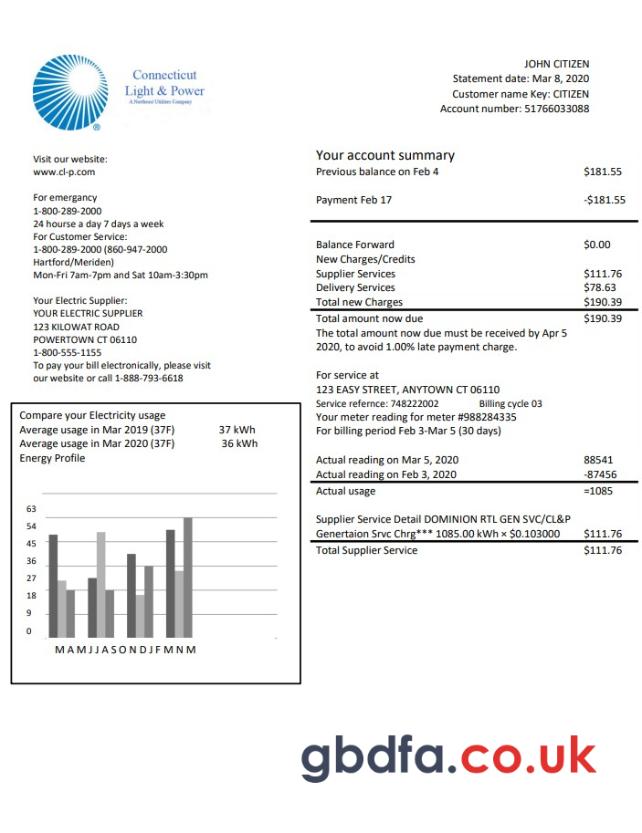 Connecticut
Light & Power
A Northeast Utilities Company
®
JOHN CITIZEN
Statement date: Mar 8, 2020
Customer name Key: CITIZEN
Account number: 51766033088
Visit our website:
www.cl-p.com
For emergancy
1-800-289-2000
24 hourse a day 7 days a week
For Customer Service:
1-800-289-2000 (860-947-2000
Hartford/Meriden)
Mon-Fri 7am-7pm and Sat 10am-3:30pm
Your Electric Supplier:
YOUR ELECTRIC SUPPLIER
123 KILOWAT ROAD
POWERTOWN CT 06110
1-800-555-1155
To pay your bill electronically, please visit
our website or call 1-888-793-6618
Compare your Electricity usage
Average usage in Mar 2019 (37F) 37 kWh
Average usage in Mar 2020 (37F) 36 kWh
Energy Profile
63
54
45
36
27
18
9
0
M A M J J A S O N D J F M N M
Your account summary
Previous balance on Feb 4 $181.55
Payment Feb 17 -$181.55
Balance Forward $0.00
New Charges/Credits
Supplier Services $111.76
Delivery Services $78.63
Total new Charges $190.39
Total amount now due $190.39
The total amount now due must be received by Apr 5
2020, to avoid 1.00% late payment charge.
For service at
123 EASY STREET, ANYTOWN CT 06110
Service refernce: 748222002 Billing cycle 03
Your meter reading for meter #988284335
For billing period Feb 3-Mar 5 (30 days)
Actual reading on Mar 5, 2020 88541
Actual reading on Feb 3, 2020 -87456
Actual usage =1085
Supplier Service Detail DOMINION RTL GEN SVC/CL&P
Genertaion Srvc Chrg*** 1085.00 kWh × $0.103000 $111.76
Total Supplier Service $111.76
gbdfa.co.uk